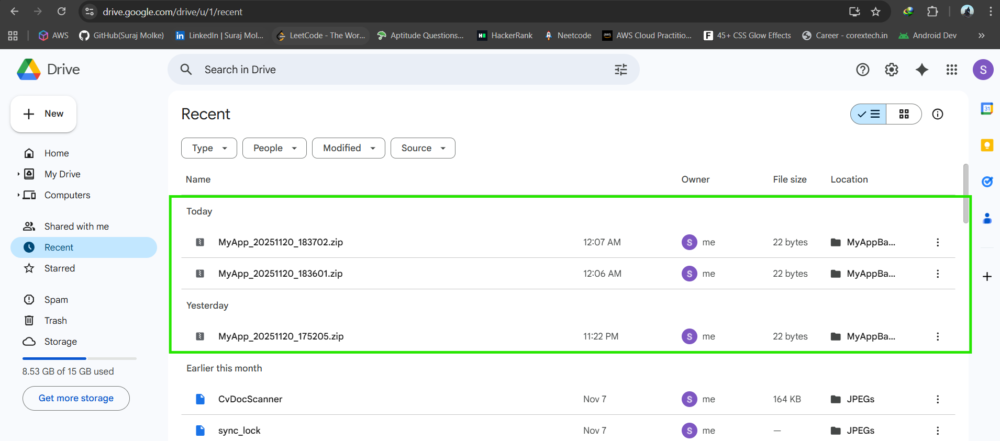 drive.google.com/drive/u/1/recent
AWS
GitHub(Suraj Molke)
LinkedIn | Suraj Mol...
LeetCode - The Wor...
Aptitude Questions...
HackerRank
Neetcode
AWS Cloud Practitio...
45+ CSS Glow Effects
Career - corextech.in
Android Dev
Drive
Search in Drive
S
New
Home
My Drive
Computers
Shared with me
Recent
Starred
Spam
Trash
Storage
8.53 GB of 15 GB used
Get more storage
Recent
Type
People
Modified
Source
Name Owner File size Location
Today
MyApp_20251120_183702.zip 12:07 AM S me 22 bytes MyAppBa...
MyApp_20251120_183601.zip 12:06 AM S me 22 bytes MyAppBa...
Yesterday
MyApp_20251120_175205.zip 11:22 PM S me 22 bytes MyAppBa...
Earlier this month
CvDocScanner Nov 7 S me 164 KB JPEGs
sync_lock Nov 7 S me — JPEGs
31